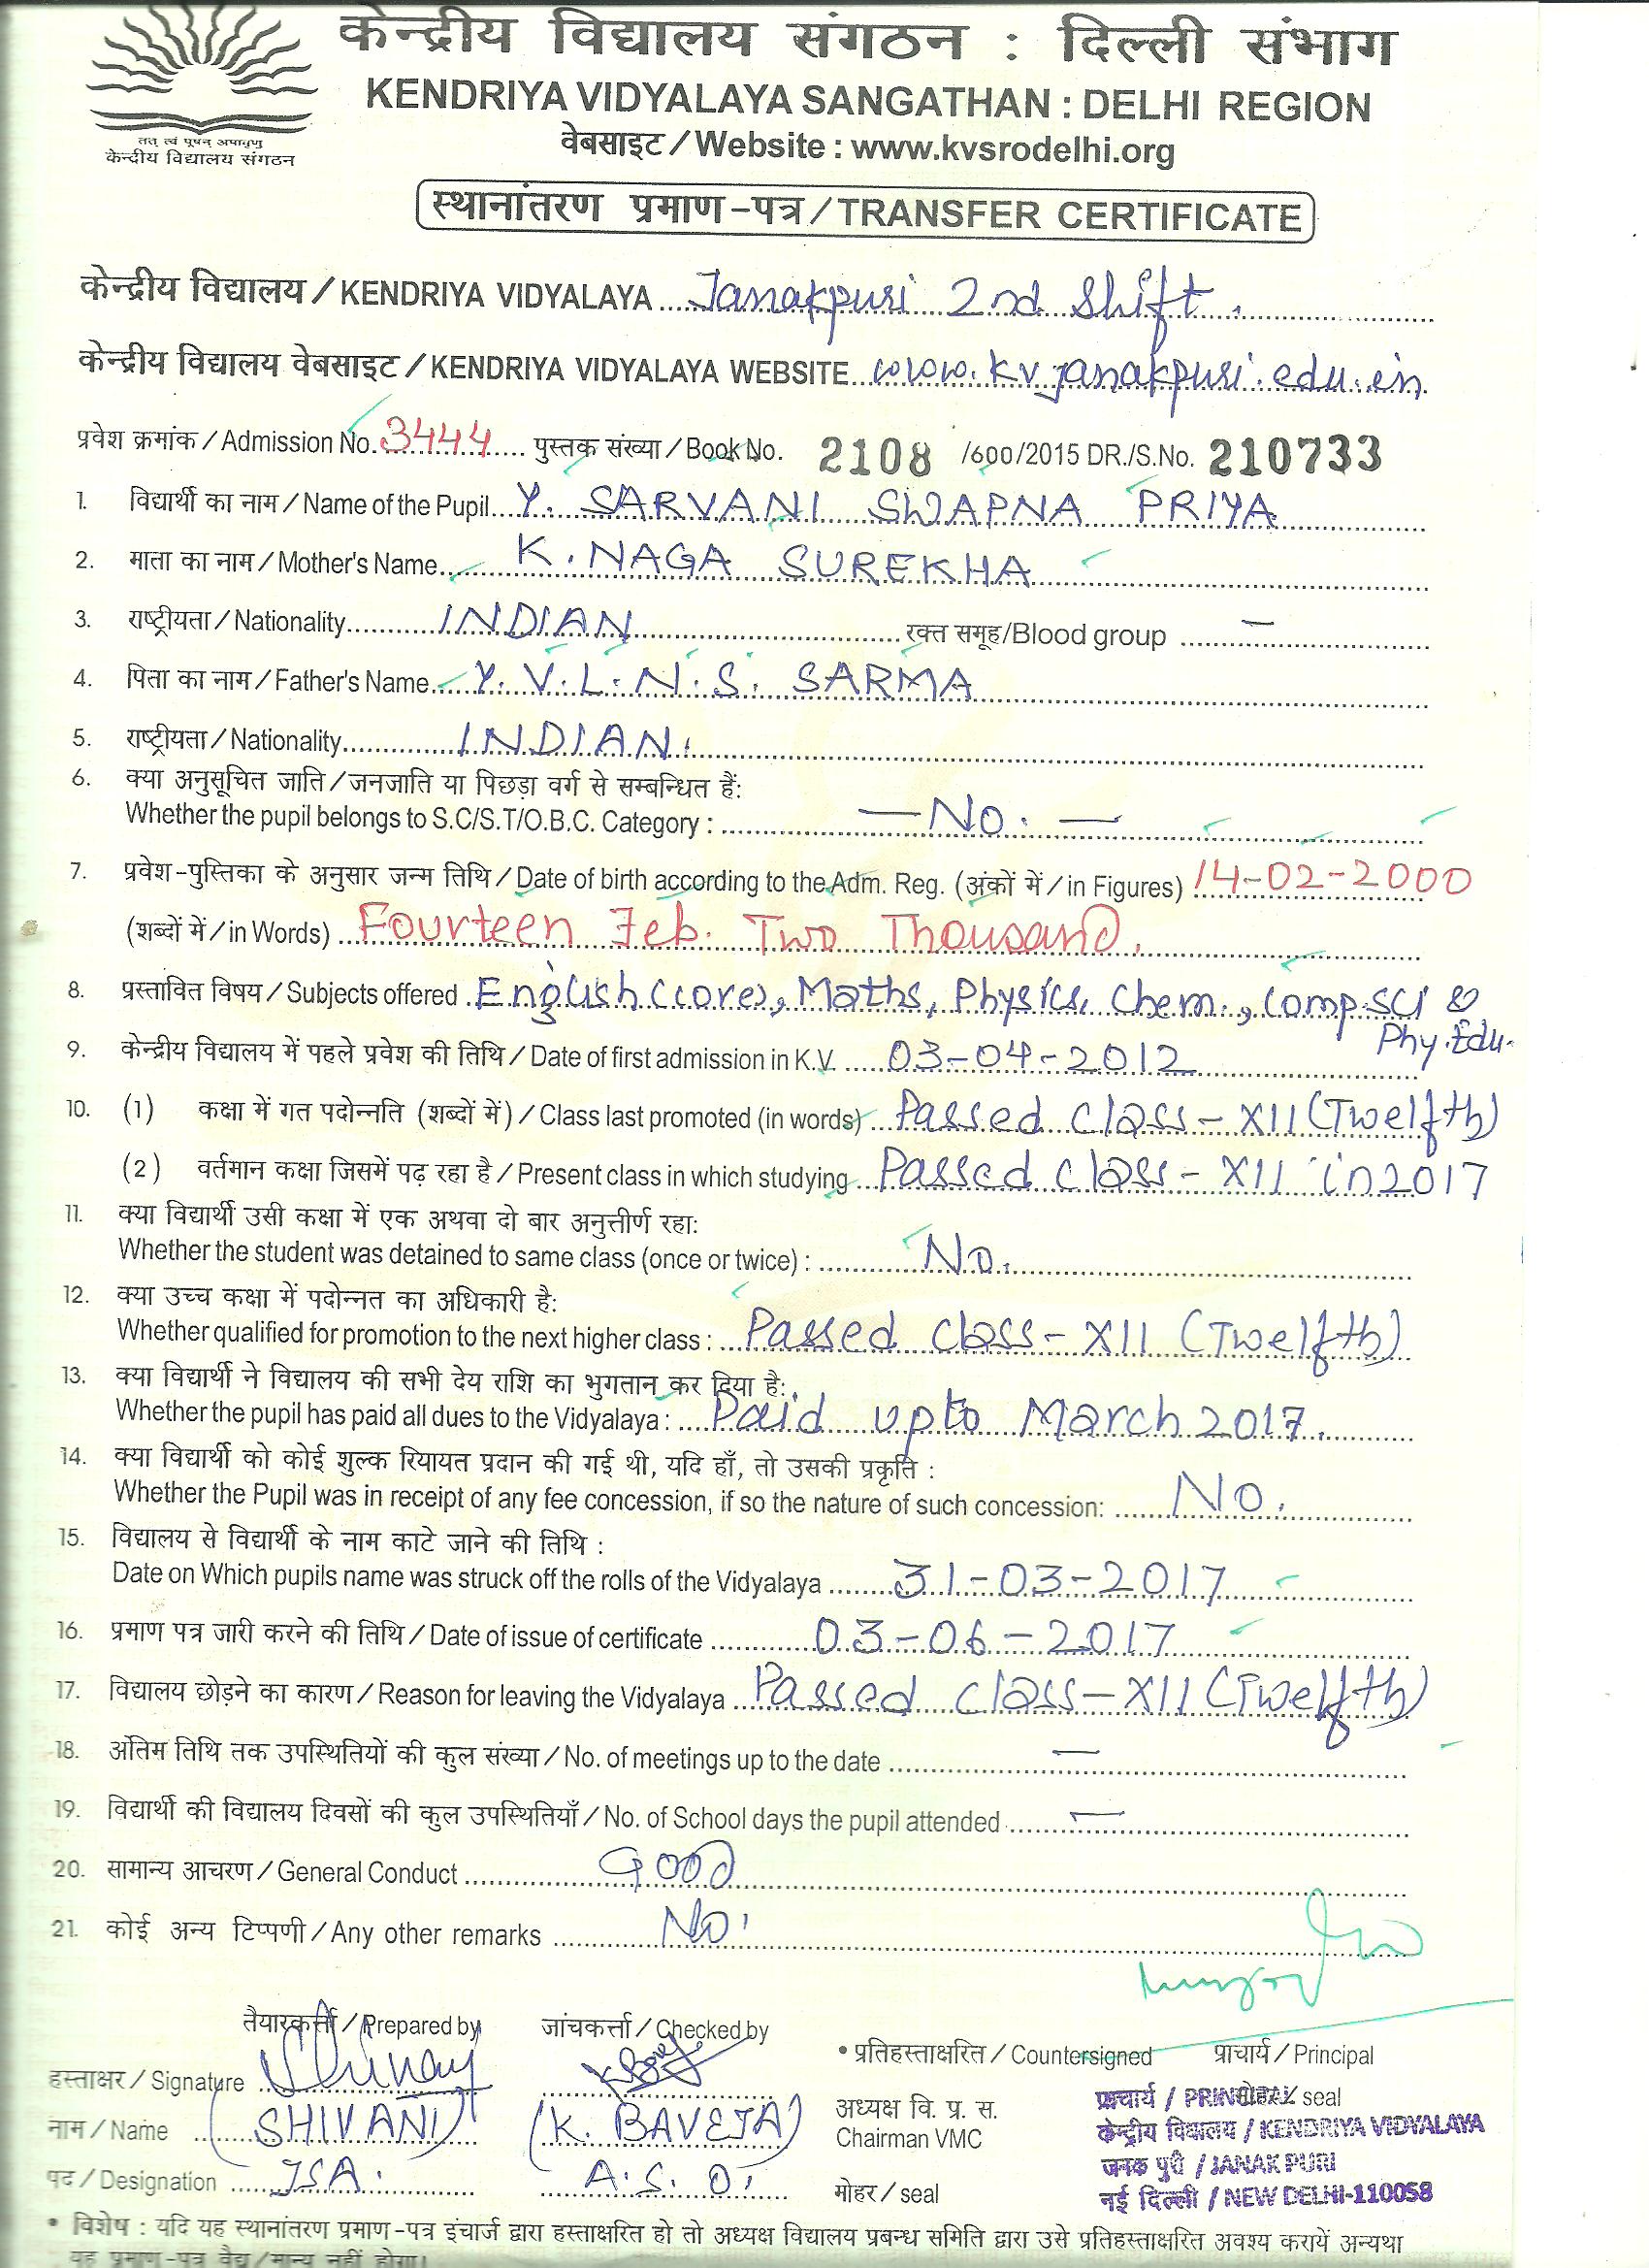 केन्द्रीय विद्यालय संगठन : दिल्ली संभाग
KENDRIYA VIDYALAYA SANGATHAN : DELHI REGION
वेबसाइट / Website : www.kvsrodelhi.org
तत् त्वं पूषन् अपावृणु
केन्द्रीय विद्यालय संगठन
स्थानांतरण प्रमाण-पत्र / TRANSFER CERTIFICATE
केन्द्रीय विद्यालय / KENDRIYA VIDYALAYA Janakpuri 2nd Shift.
केन्द्रीय विद्यालय वेबसाइट / KENDRIYA VIDYALAYA WEBSITE www.kvjanakpuri.edu.in
प्रवेश क्रमांक / Admission No. 3444 पुस्तक संख्या / Book No. 2108 /600/2015 DR./S.No. 210733
1. विद्यार्थी का नाम / Name of the Pupil Y. SARVANI SWAPNA PRIYA
2. माता का नाम / Mother's Name K. NAGA SUREKHA
3. राष्ट्रीयता / Nationality INDIAN रक्त समूह/Blood group —
4. पिता का नाम / Father's Name Y. V. L. N. S. SARMA
5. राष्ट्रीयता / Nationality INDIAN.
6. क्या अनुसूचित जाति / जनजाति या पिछड़ा वर्ग से सम्बन्धित हैं:
Whether the pupil belongs to S.C/S.T/O.B.C. Category : — No. —
7. प्रवेश-पुस्तिका के अनुसार जन्म तिथि / Date of birth according to the Adm. Reg. (अंकों में / in Figures) 14-02-2000
(शब्दों में / in Words) Fourteen Feb. Two Thousand.
8. प्रस्तावित विषय / Subjects offered English (core), Maths, Physics, Chem., Comp.SCI &
Phy.Edu.
9. केन्द्रीय विद्यालय में पहले प्रवेश की तिथि / Date of first admission in K.V. 03-04-2012
10. (1) कक्षा में गत पदोन्नति (शब्दों में) / Class last promoted (in words) Passed class-XII (Twelfth)
(2) वर्तमान कक्षा जिसमें पढ़ रहा है / Present class in which studying Passed class-XII in 2017
11. क्या विद्यार्थी उसी कक्षा में एक अथवा दो बार अनुत्तीर्ण रहा:
Whether the student was detained to same class (once or twice) : No.
12. क्या उच्च कक्षा में पदोन्नत का अधिकारी है:
Whether qualified for promotion to the next higher class : Passed class-XII (Twelfth)
13. क्या विद्यार्थी ने विद्यालय की सभी देय राशि का भुगतान कर दिया है:
Whether the pupil has paid all dues to the Vidyalaya : Paid upto March 2017.
14. क्या विद्यार्थी को कोई शुल्क रियायत प्रदान की गई थी, यदि हाँ, तो उसकी प्रकृति :
Whether the Pupil was in receipt of any fee concession, if so the nature of such concession: No.
15. विद्यालय से विद्यार्थी के नाम काटे जाने की तिथि :
Date on Which pupils name was struck off the rolls of the Vidyalaya 31-03-2017
16. प्रमाण पत्र जारी करने की तिथि / Date of issue of certificate 03-06-2017
17. विद्यालय छोड़ने का कारण / Reason for leaving the Vidyalaya Passed class-XII (Twelfth)
18. अंतिम तिथि तक उपस्थितियों की कुल संख्या / No. of meetings up to the date —
19. विद्यार्थी की विद्यालय दिवसों की कुल उपस्थितियाँ / No. of School days the pupil attended —
20. सामान्य आचरण / General Conduct Good
21. कोई अन्य टिप्पणी / Any other remarks No.
तैयारकर्त्ता / Prepared by जांचकर्त्ता / Checked by
• प्रतिहस्ताक्षरित / Countersigned प्राचार्य / Principal
हस्ताक्षर / Signature Shivani
अध्यक्ष वि. प्र. स. प्राचार्य / PRINCIPAL मोहर / seal
नाम / Name (SHIVANI) (K. BAVEJA) Chairman VMC केन्द्रीय विद्यालय / KENDRIYA VIDYALAYA
जनक पुरी / JANAK PURI
पद / Designation JSA. A.S.O. मोहर / seal नई दिल्ली / NEW DELHI-110058
• विशेष : यदि यह स्थानांतरण प्रमाण-पत्र इंचार्ज द्वारा हस्ताक्षरित हो तो अध्यक्ष विद्यालय प्रबन्ध समिति द्वारा उसे प्रतिहस्ताक्षरित अवश्य करायें अन्यथा
यह प्रमाण-पत्र वैद्य / मान्य नहीं होगा।